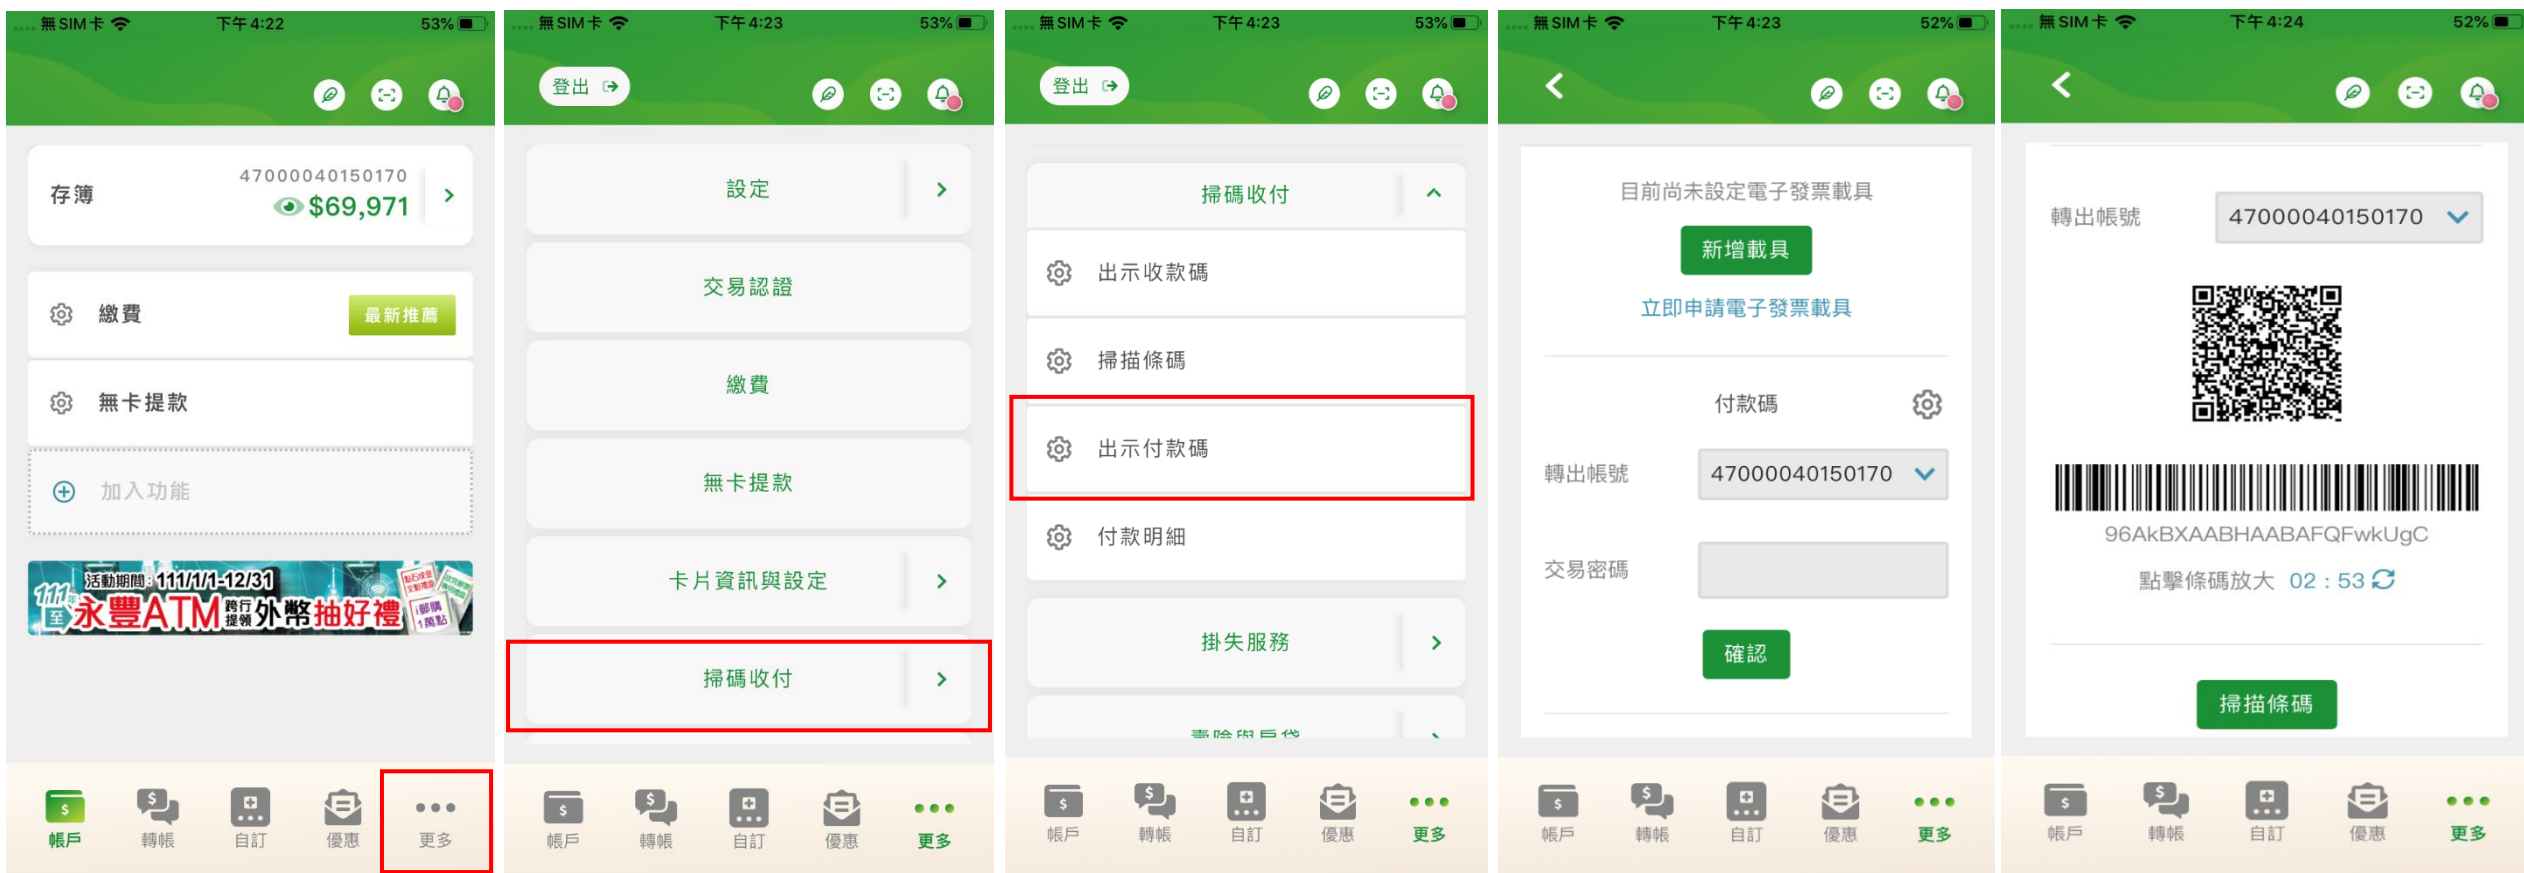 無SIM卡 下午4:22 53%
存簿
47000040150170
$69,971
繳費
最新推薦
無卡提款
加入功能
活動期間:111/1/1-12/31
永豐ATM 跨行提領 外幣抽好禮
帳戶 轉帳 自訂 優惠 更多
無SIM卡 下午4:23 53%
登出
設定
交易認證
繳費
無卡提款
卡片資訊與設定
掃碼收付
帳戶 轉帳 自訂 優惠 更多
無SIM卡 下午4:23 53%
登出
掃碼收付
出示收款碼
掃描條碼
出示付款碼
付款明細
掛失服務
帳戶 轉帳 自訂 優惠 更多
無SIM卡 下午4:23 52%
目前尚未設定電子發票載具
新增載具
立即申請電子發票載具
付款碼
轉出帳號 47000040150170
交易密碼
確認
帳戶 轉帳 自訂 優惠 更多
無SIM卡 下午4:24 52%
轉出帳號 47000040150170
96AkBXAABHAABAFQFwkUgC
點擊條碼放大 02 : 53
掃描條碼
帳戶 轉帳 自訂 優惠 更多